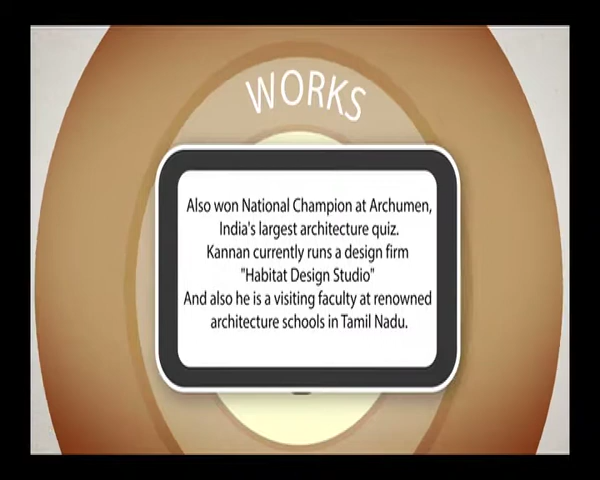 WORKS
Also won National Champion at Archumen,
India's largest architecture quiz.
Kannan currently runs a design firm
"Habitat Design Studio"
And also he is a visiting faculty at renowned
architecture schools in Tamil Nadu.